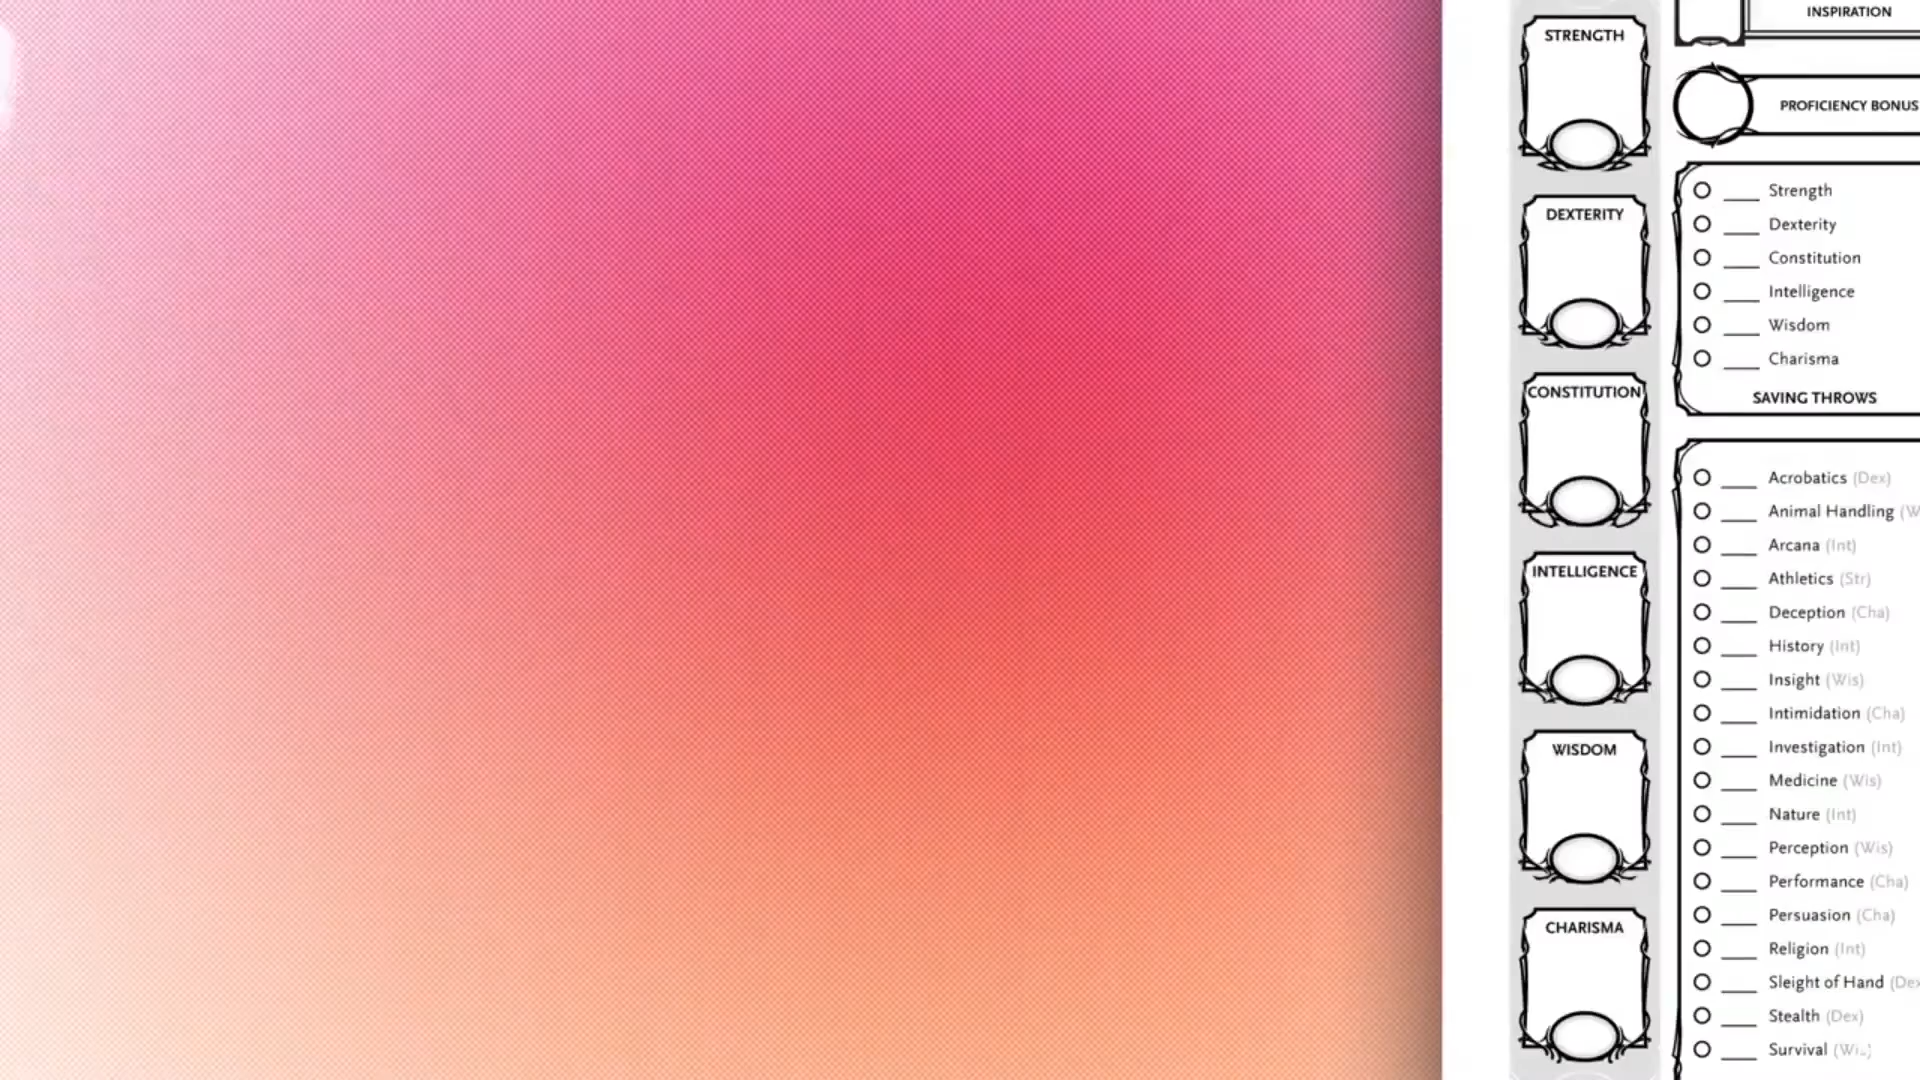 STRENGTH
DEXTERITY
CONSTITUTION
INTELLIGENCE
WISDOM
CHARISMA
INSPIRATION
PROFICIENCY BONUS
Strength
Dexterity
Constitution
Intelligence
Wisdom
Charisma
SAVING THROWS
Acrobatics (Dex)
Animal Handling (W
Arcana (Int)
Athletics (Str)
Deception (Cha)
History (Int)
Insight (Wis)
Intimidation (Cha)
Investigation (Int)
Medicine (Wis)
Nature (Int)
Perception (Wis)
Performance (Cha)
Persuasion (Cha)
Religion (Int)
Sleight of Hand (Dex
Stealth (Dex)
Survival (Wis)